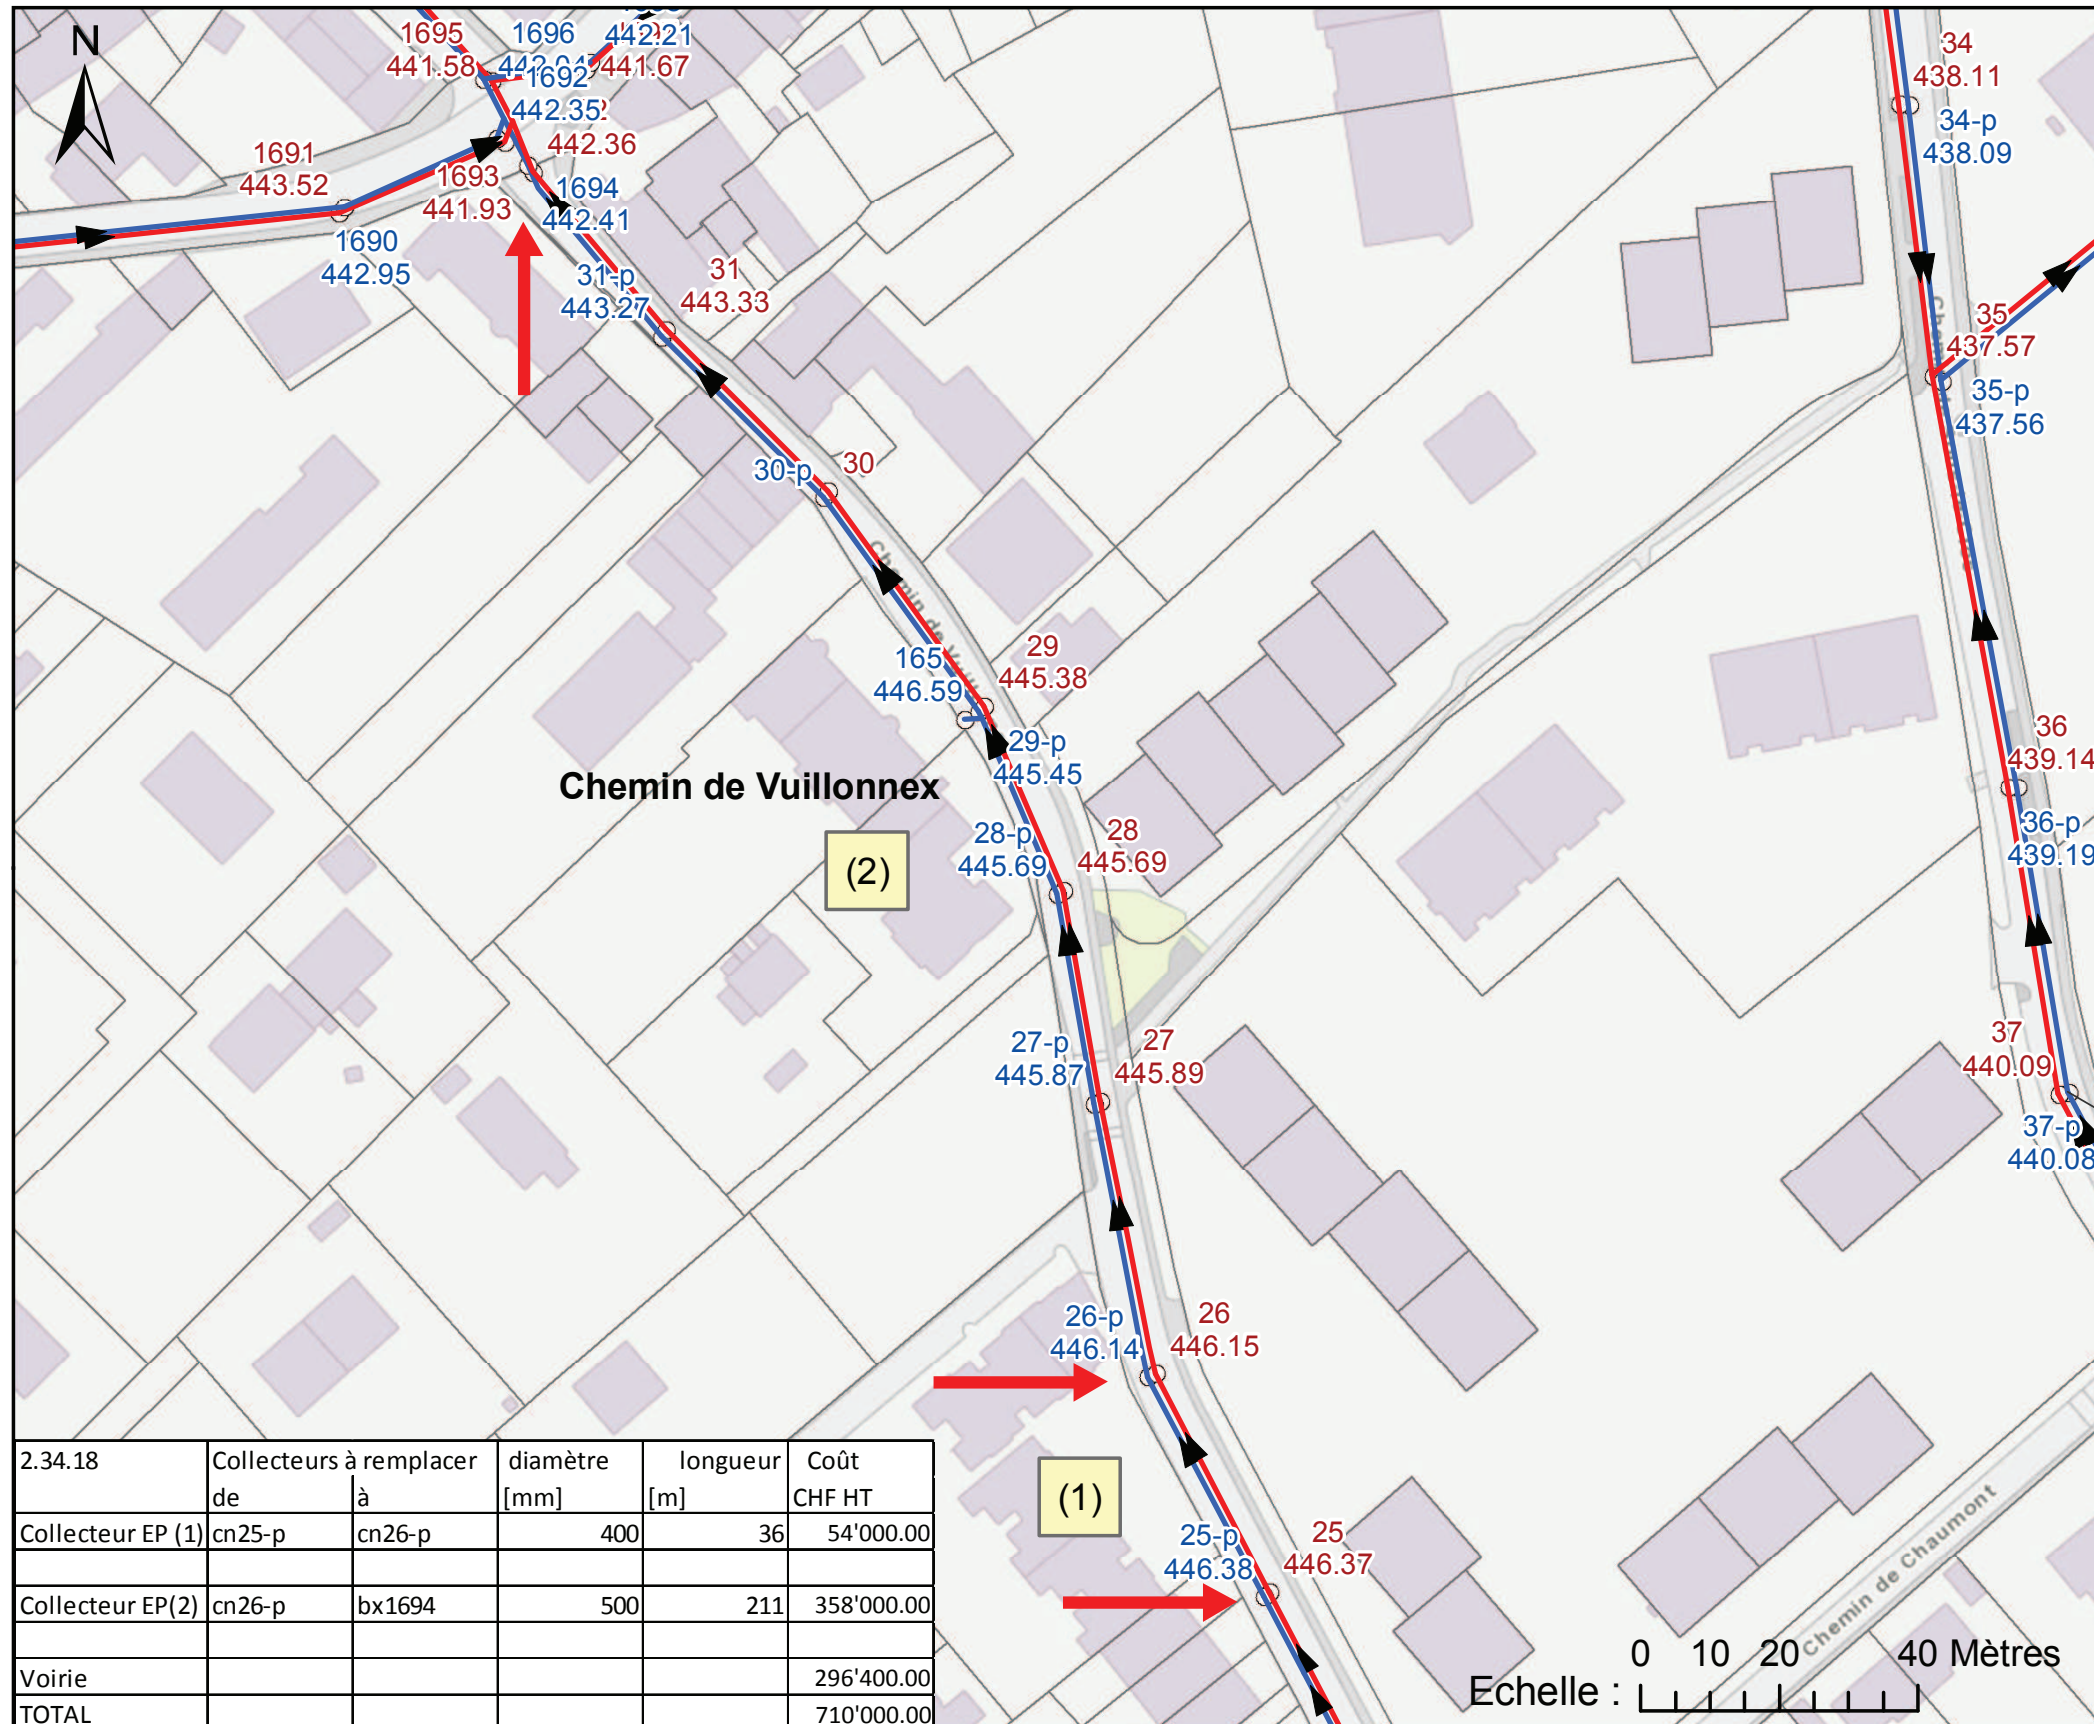 N
1695
441.58
1696
442.21
441.67
1692
442.35
442.36
1691
443.52
1693
441.93
1694
442.41
1690
442.95
31-p
443.27
31
443.33
30-p
30
165
446.59
29
445.38
29-p
445.45
Chemin de Vuillonnex
(2)
28-p
445.69
28
445.69
27-p
445.87
27
445.89
26-p
446.14
26
446.15
(1)
25-p
446.38
25
446.37
34
438.11
34-p
438.09
35
437.57
35-p
437.56
36
439.14
36-p
439.19
37
440.09
37-p
440.08
Chemin de Vuil
Chemin de Chaumont
2.34.18 Collecteurs à remplacer diamètre longueur Coût
de à [mm] [m] CHF HT
Collecteur EP (1) cn25-p cn26-p 400 36 54'000.00
Collecteur EP(2) cn26-p bx1694 500 211 358'000.00
Voirie 296'400.00
TOTAL 710'000.00
0 10 20 40 Mètres
Echelle :